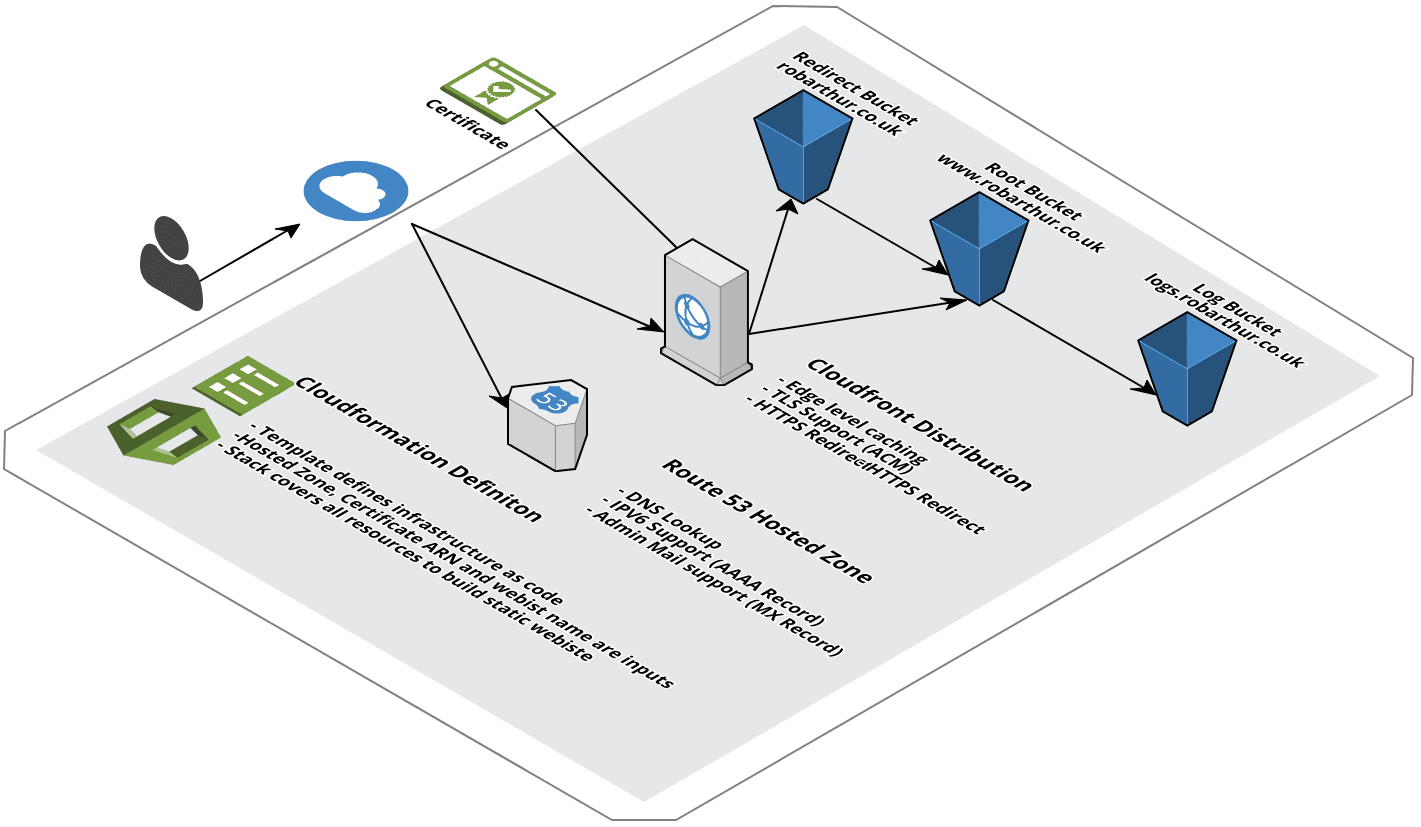 Redirect Bucket
robarthur.co.uk
Root Bucket
www.robarthur.co.uk
Log Bucket
logs.robarthur.co.uk
Certificate
53
Cloudformation Definiton
- Template defines infrastructure as code
-Hosted Zone, Certificate ARN and webist name are inputs
- Stack covers all resources to build static webiste
Cloudfront Distribution
- Edge level caching
- TLS Support (ACM)
- HTTPS Redirect
HTTPS Redirect
Route 53 Hosted Zone
- DNS Lookup
- IPV6 Support (AAAA Record)
- Admin Mail support (MX Record)